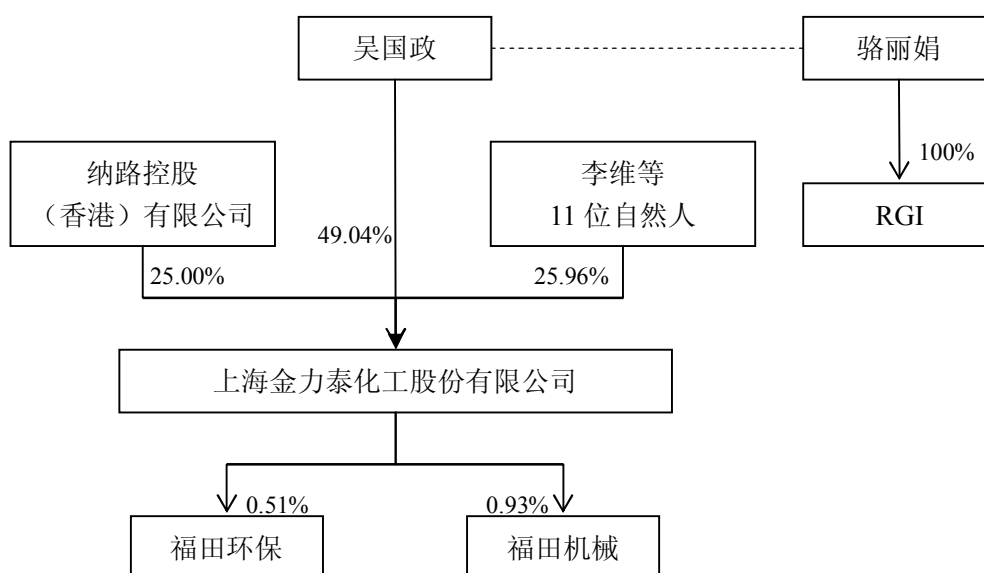 吴国政
骆丽娟
纳路控股
（香港）有限公司
李维等
11 位自然人
100%
RGI
49.04%
25.00%
25.96%
上海金力泰化工股份有限公司
0.51%
0.93%
福田环保
福田机械